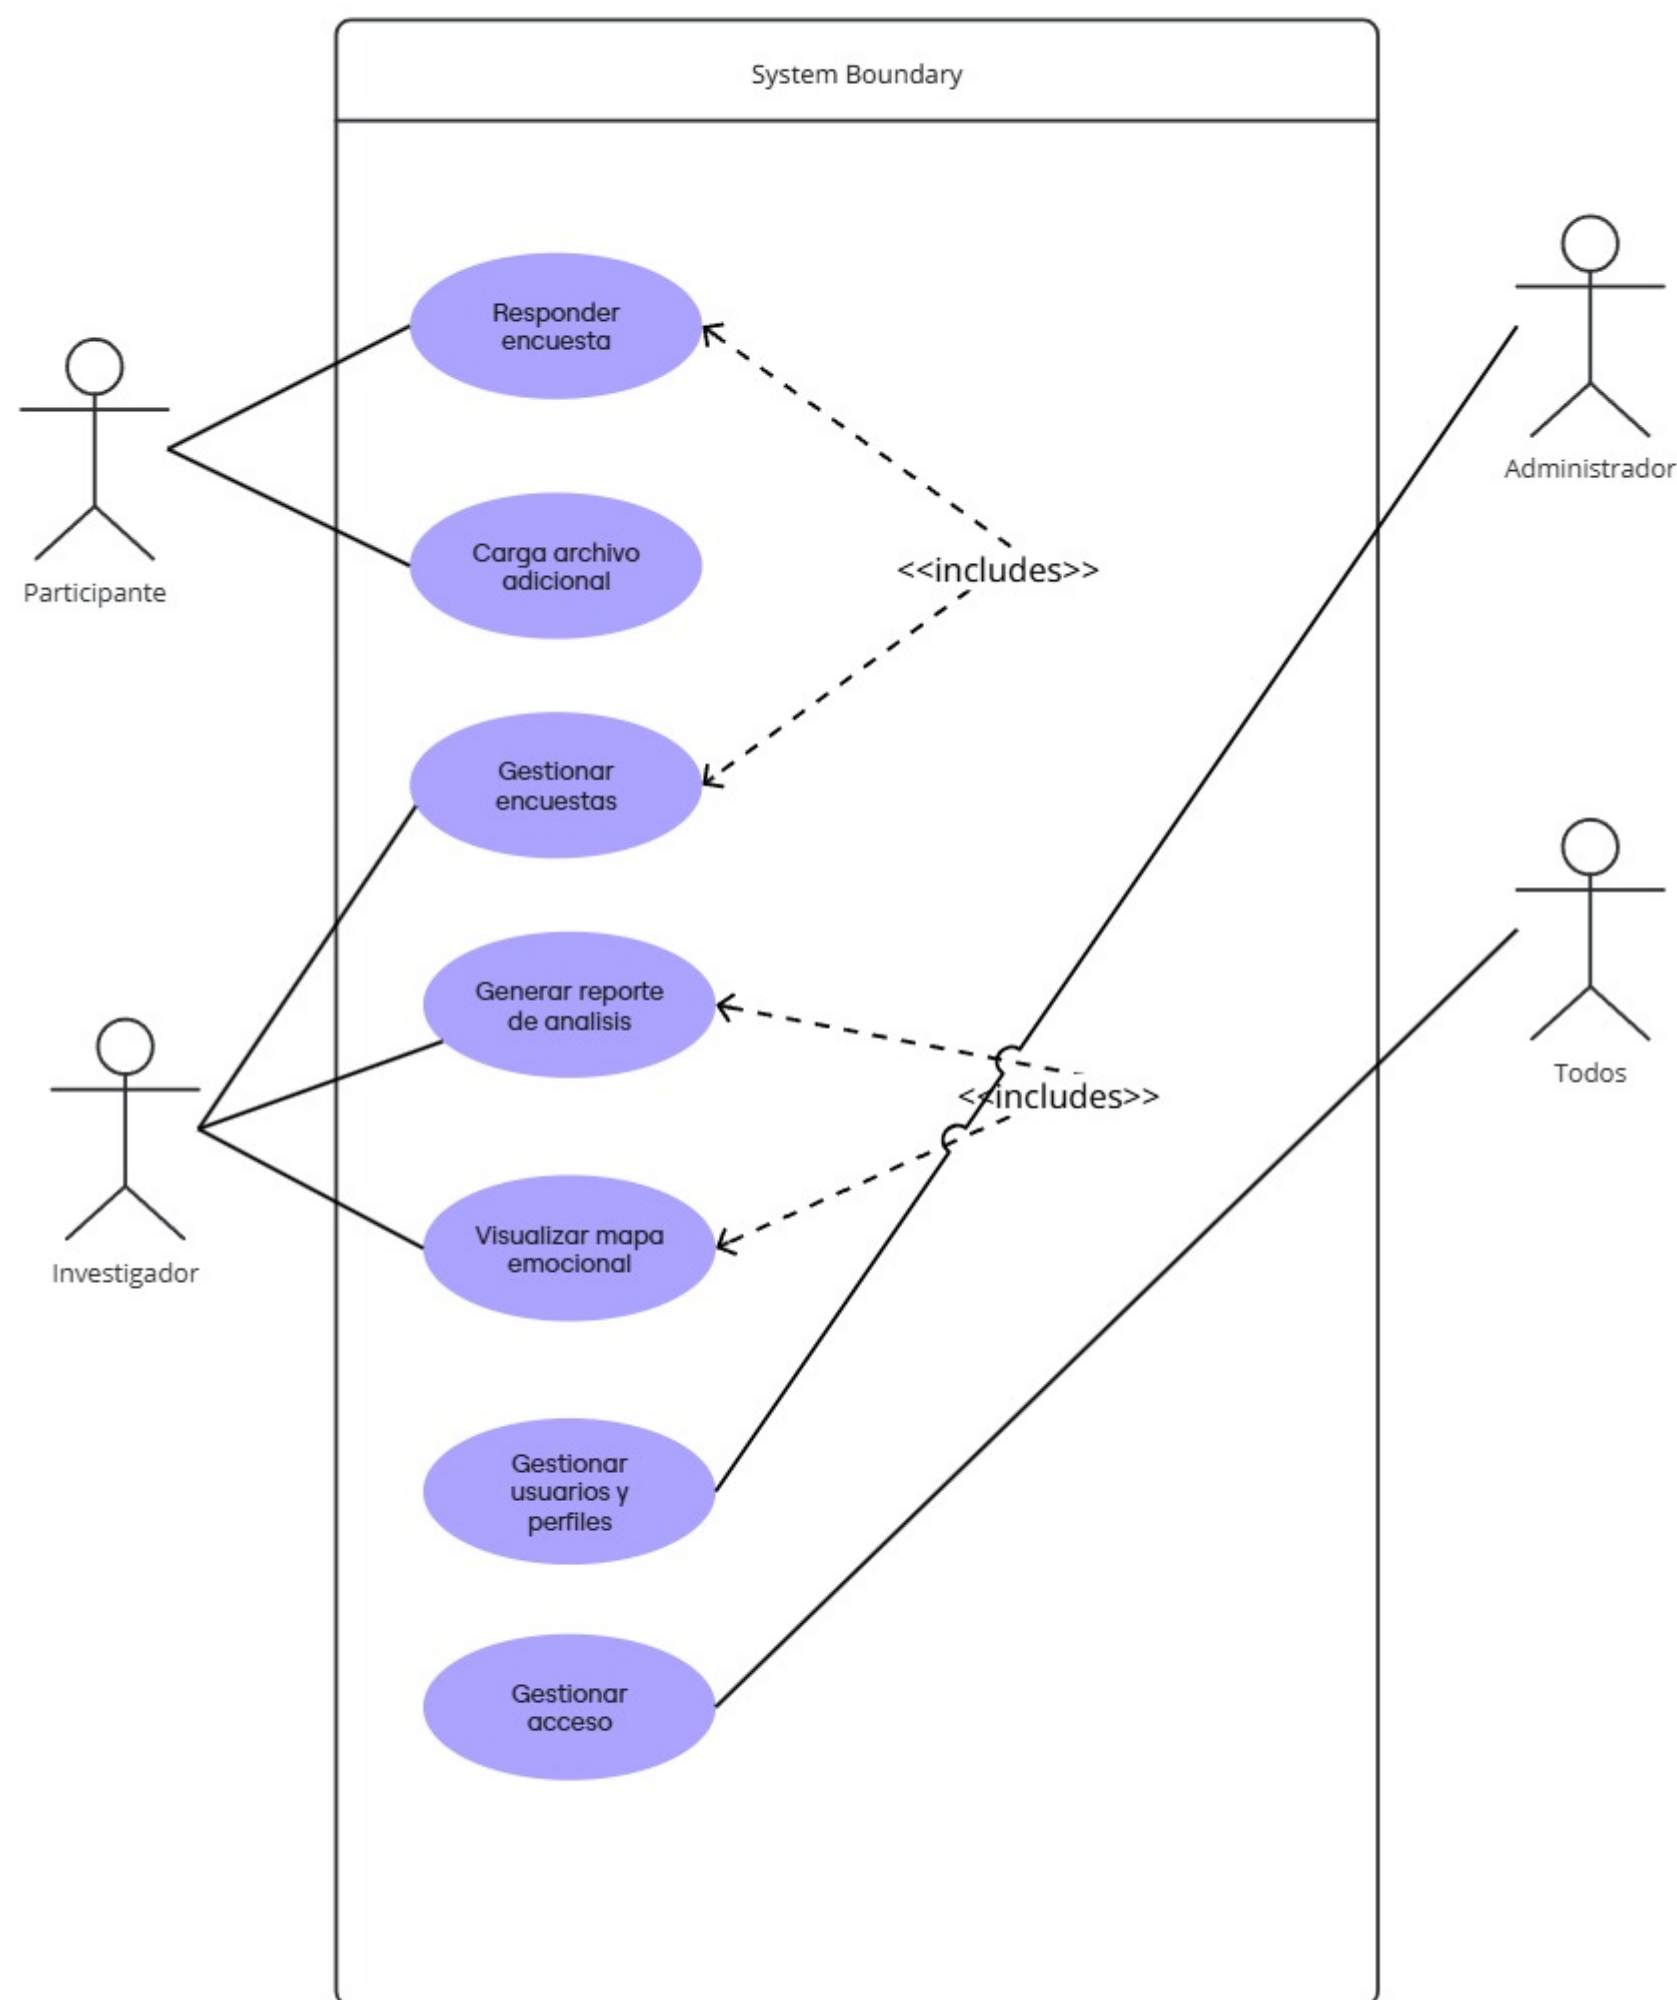 System Boundary
Responder
encuesta
Carga archivo
adicional
<<includes>>
Administrador
Participante
Gestionar
encuestas
Generar reporte
de analisis
<<includes>>
Todos
Investigador
Visualizar mapa
emocional
Gestionar
usuarios y
perfiles
Gestionar
acceso